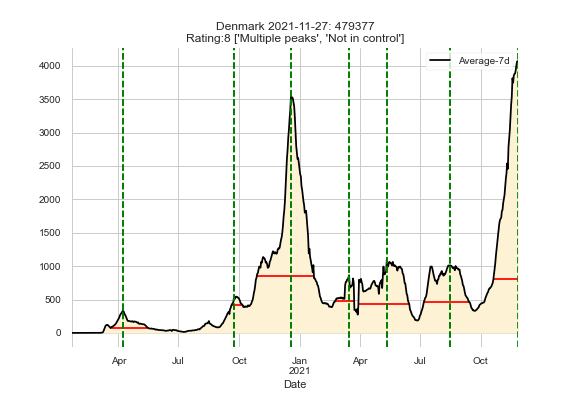 Denmark 2021-11-27: 479377
Rating:8 ['Multiple peaks', 'Not in control']
Average-7d
4000
3500
3000
2500
2000
1500
1000
500
0
Apr Jul Oct Jan Apr Jul Oct
2021
Date